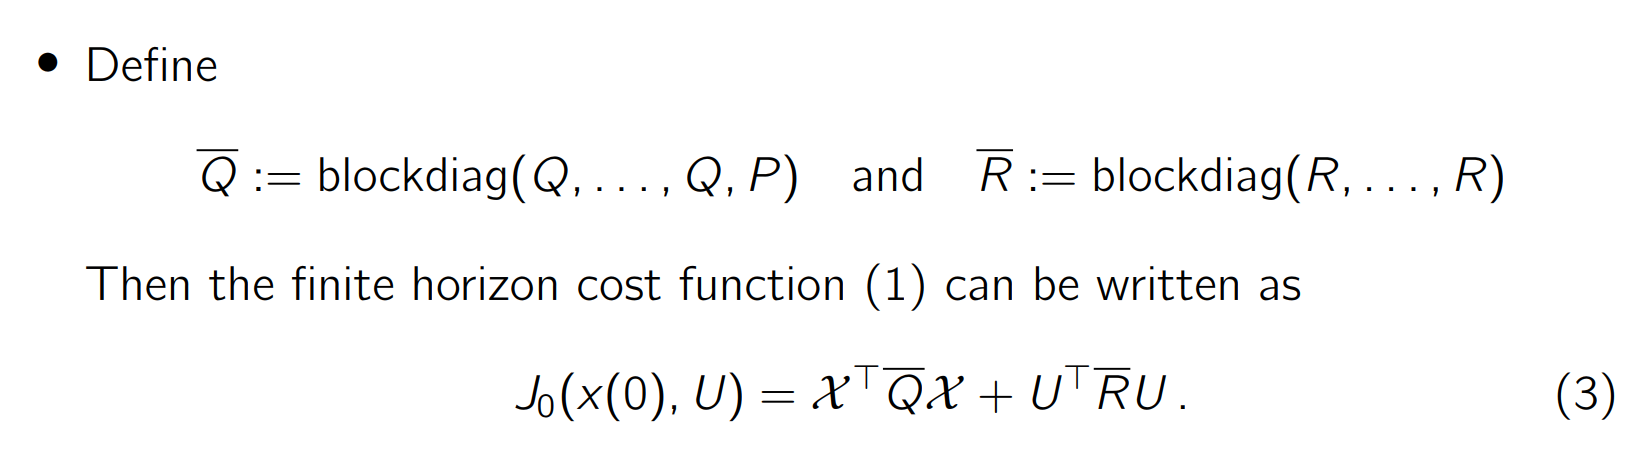 • Define
Q̅ := blockdiag(Q, . . . , Q, P) and R̅ := blockdiag(R, . . . , R)
Then the finite horizon cost function (1) can be written as
J₀(x(0), U) = 𝒳⊤Q̅𝒳 + U⊤R̅U . (3)